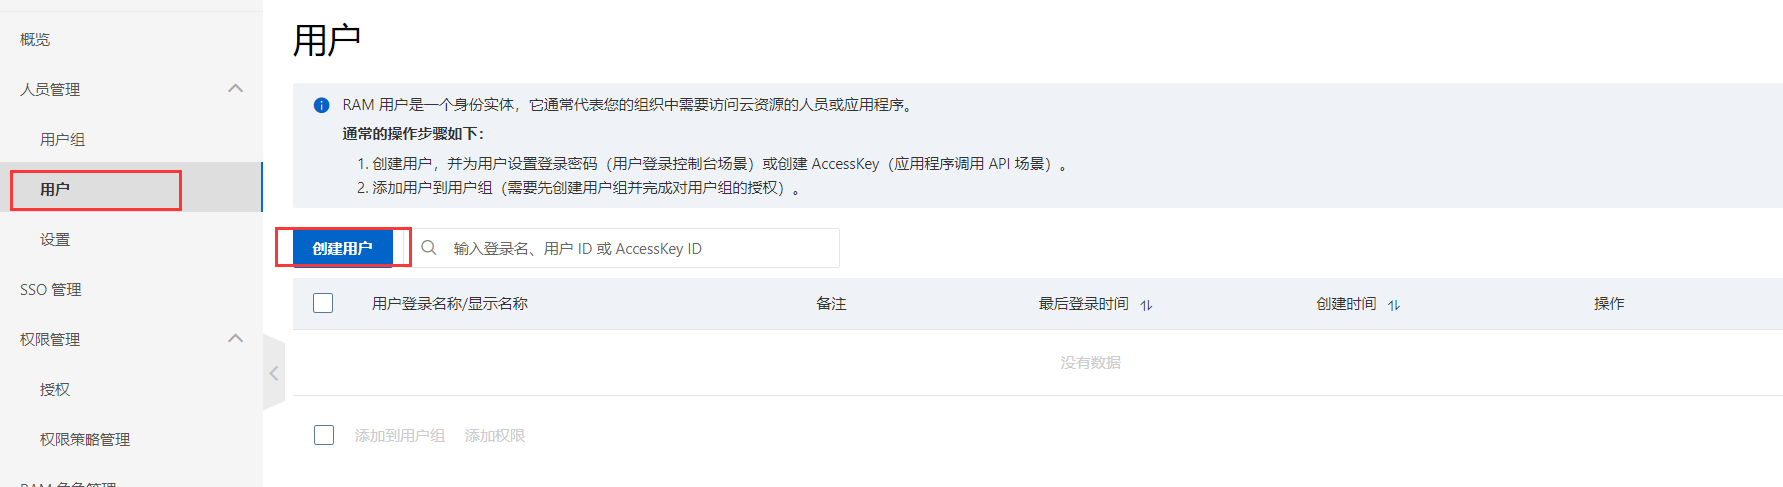 概览
人员管理
用户组
用户
设置
SSO 管理
权限管理
授权
权限策略管理
用户
RAM 用户是一个身份实体，它通常代表您的组织中需要访问云资源的人员或应用程序。
通常的操作步骤如下：
1. 创建用户，并为用户设置登录密码（用户登录控制台场景）或创建 AccessKey（应用程序调用 API 场景）。
2. 添加用户到用户组（需要先创建用户组并完成对用户组的授权）。
创建用户 输入登录名、用户 ID 或 AccessKey ID
用户登录名称/显示名称 备注 最后登录时间 创建时间 操作
没有数据
添加到用户组 添加权限